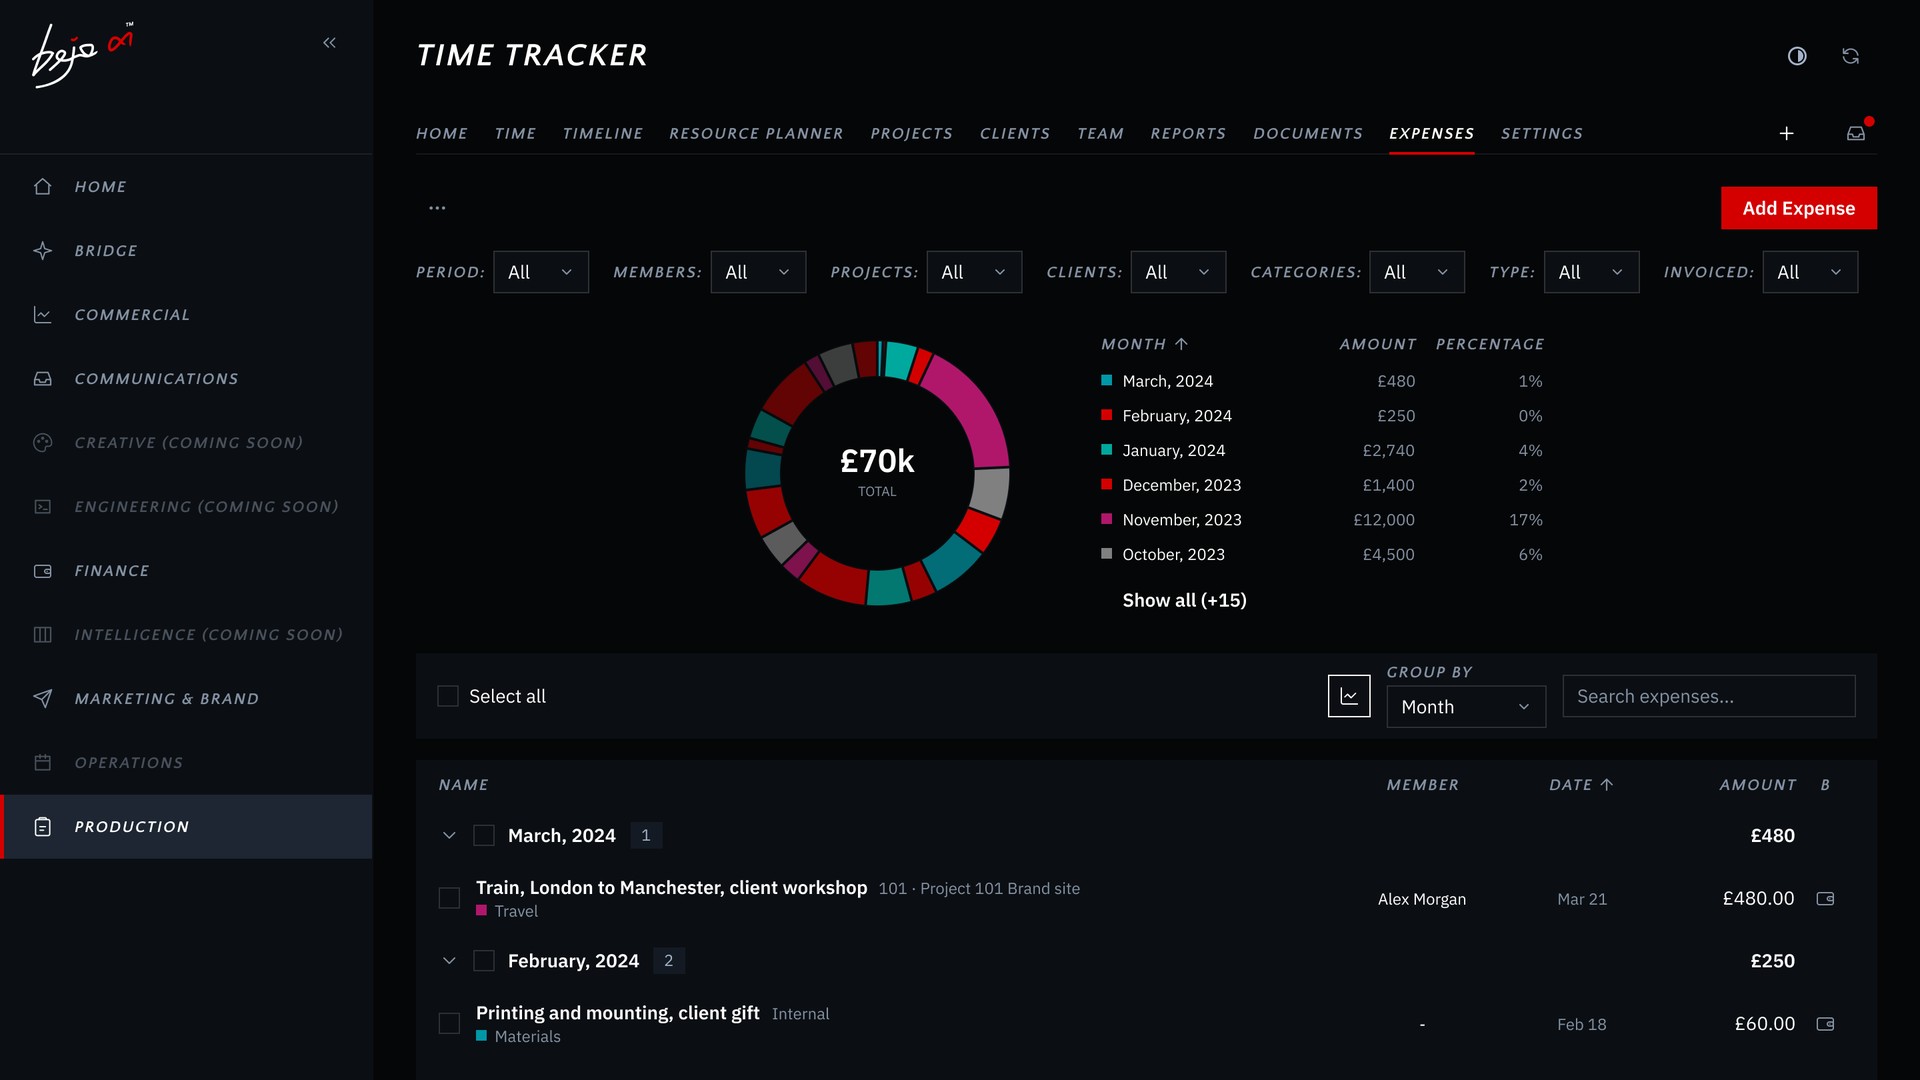 beja ™
TIME TRACKER
HOME TIME TIMELINE RESOURCE PLANNER PROJECTS CLIENTS TEAM REPORTS DOCUMENTS EXPENSES SETTINGS
HOME
BRIDGE
COMMERCIAL
COMMUNICATIONS
CREATIVE (COMING SOON)
ENGINEERING (COMING SOON)
FINANCE
INTELLIGENCE (COMING SOON)
MARKETING & BRAND
OPERATIONS
PRODUCTION
...
Add Expense
PERIOD: All MEMBERS: All PROJECTS: All CLIENTS: All CATEGORIES: All TYPE: All INVOICED: All
£70k
TOTAL
MONTH ↑ AMOUNT PERCENTAGE
March, 2024 £480 1%
February, 2024 £250 0%
January, 2024 £2,740 4%
December, 2023 £1,400 2%
November, 2023 £12,000 17%
October, 2023 £4,500 6%
Show all (+15)
Select all
GROUP BY
Month
Search expenses...
NAME MEMBER DATE ↑ AMOUNT B
March, 2024 1 £480
Train, London to Manchester, client workshop 101 · Project 101 Brand site
Travel
Alex Morgan Mar 21 £480.00
February, 2024 2 £250
Printing and mounting, client gift Internal
Materials
- Feb 18 £60.00